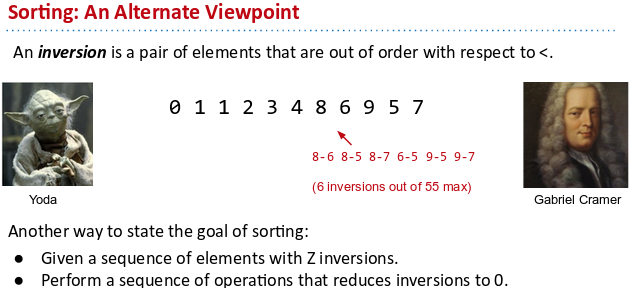 Sorting: An Alternate Viewpoint
An inversion is a pair of elements that are out of order with respect to <.
0 1 1 2 3 4 8 6 9 5 7
8-6 8-5 8-7 6-5 9-5 9-7
(6 inversions out of 55 max)
Yoda
Gabriel Cramer
Another way to state the goal of sorting:
● Given a sequence of elements with Z inversions.
● Perform a sequence of operations that reduces inversions to 0.